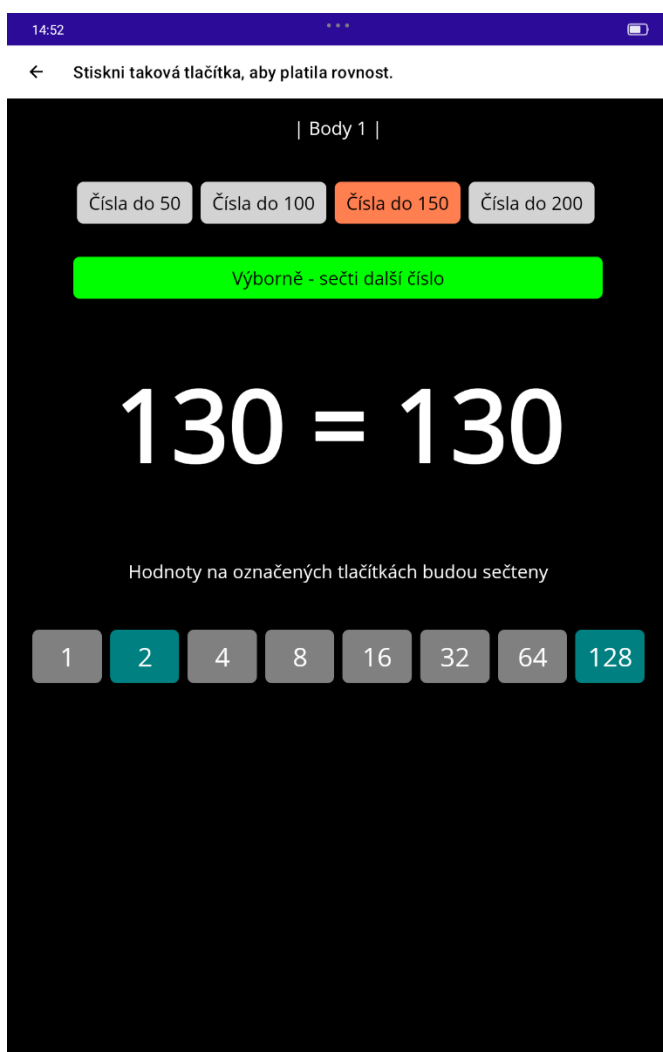 14:52
Stiskni taková tlačítka, aby platila rovnost.
| Body 1 |
Čísla do 50 Čísla do 100 Čísla do 150 Čísla do 200
Výborně - sečti další číslo
130 = 130
Hodnoty na označených tlačítkách budou sečteny
1 2 4 8 16 32 64 128